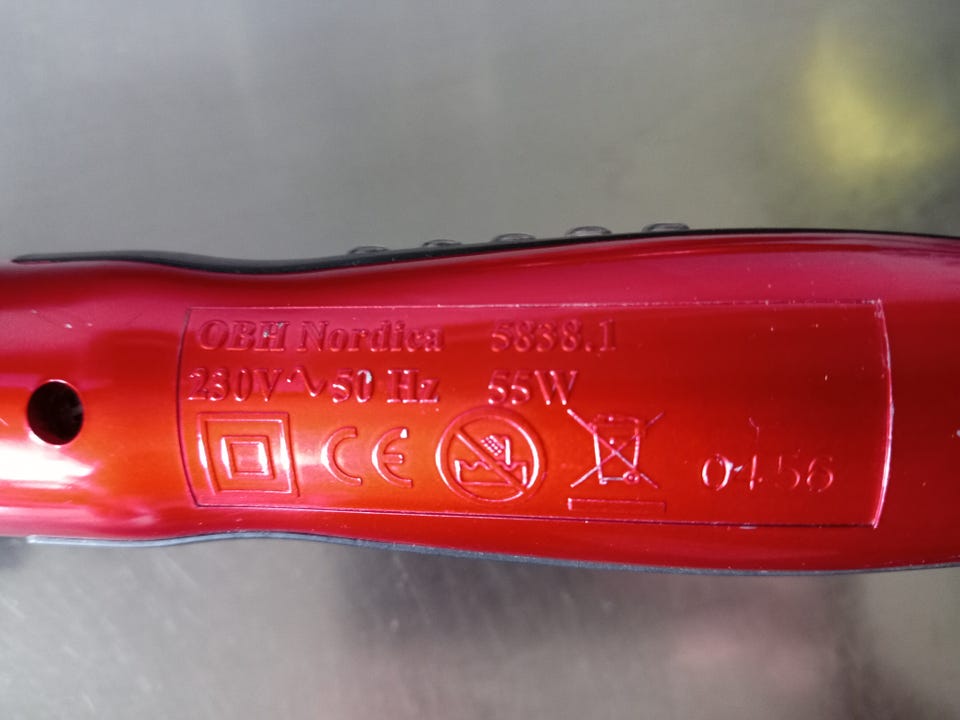 OBH Nordica 5838.1
230V ∿ 50 Hz 55W
CE 0456